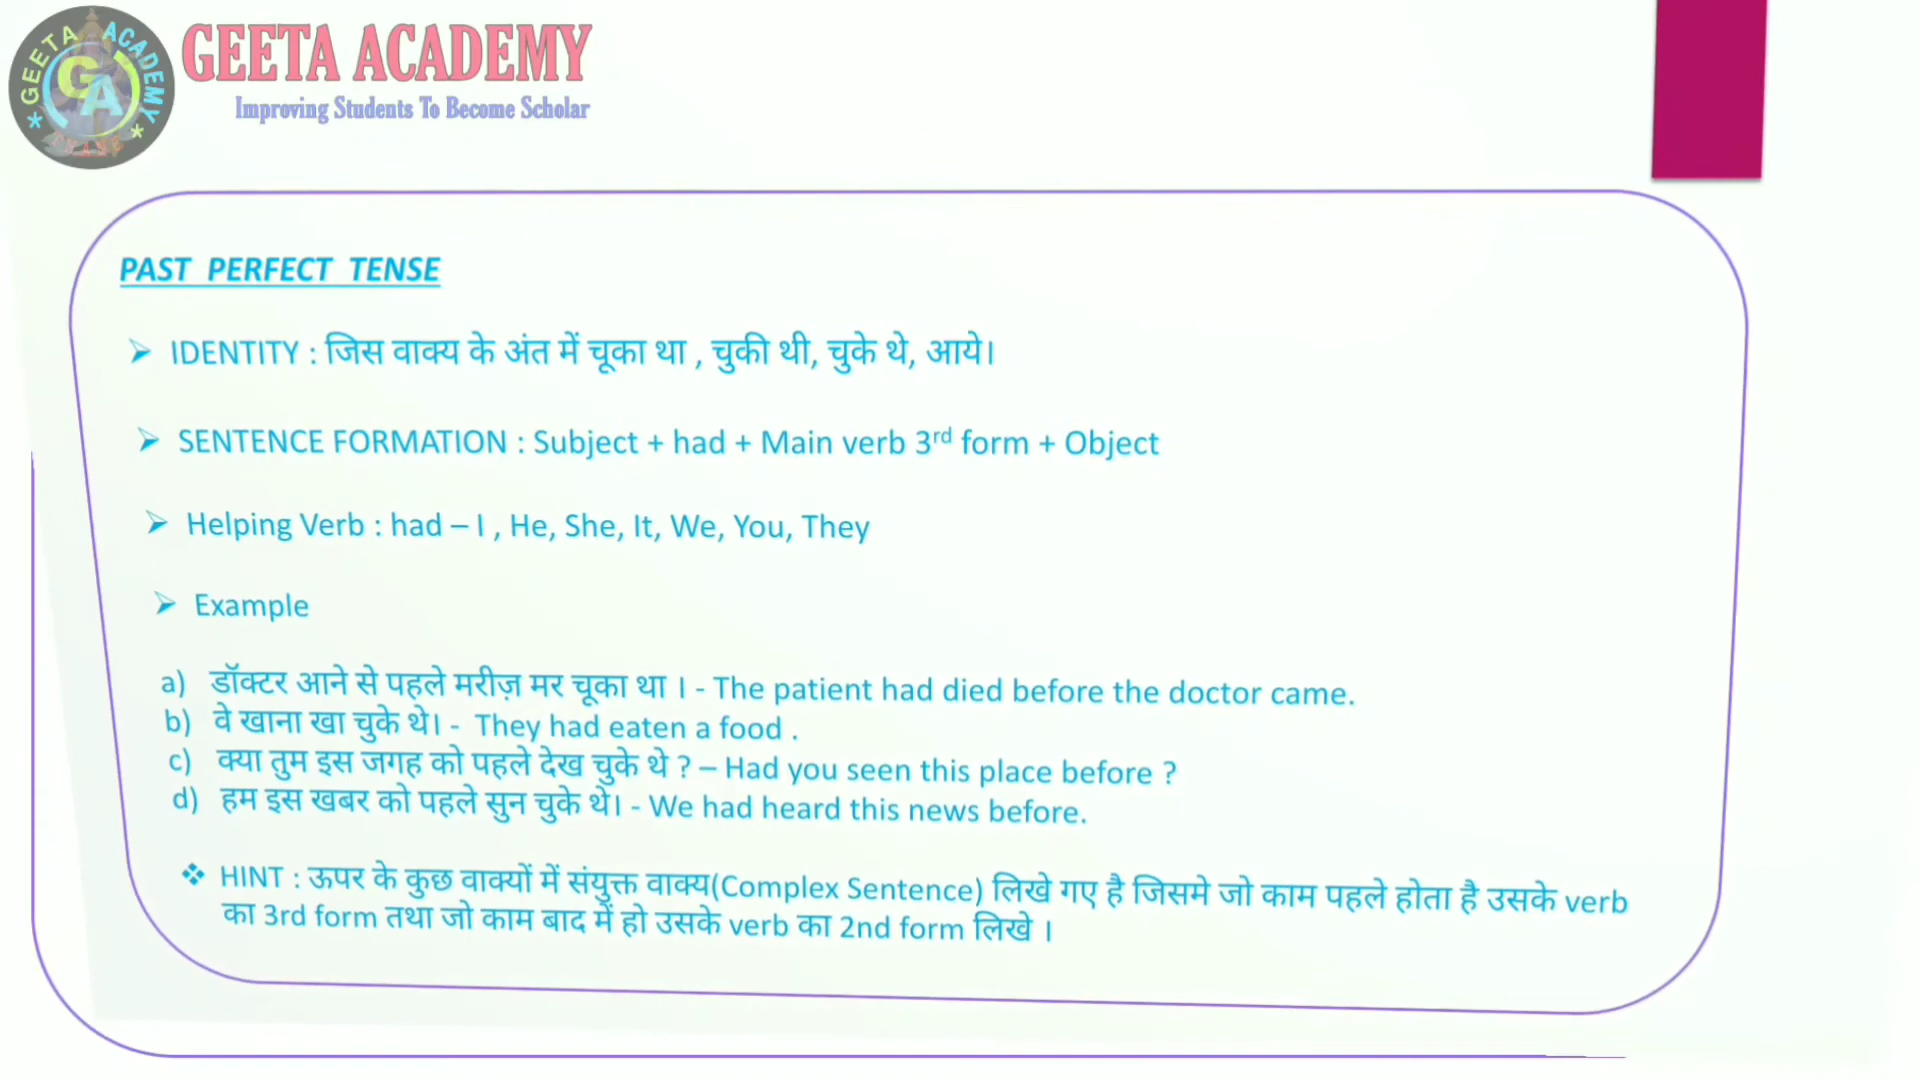 GEETA ACADEMY
GA
GEETA ACADEMY
Improving Students To Become Scholar
PAST PERFECT TENSE
➢ IDENTITY : जिस वाक्य के अंत में चूका था , चुकी थी, चुके थे, आये।
➢ SENTENCE FORMATION : Subject + had + Main verb 3rd form + Object
➢ Helping Verb : had – I , He, She, It, We, You, They
➢ Example
a) डॉक्टर आने से पहले मरीज़ मर चूका था । - The patient had died before the doctor came.
b) वे खाना खा चुके थे। - They had eaten a food .
c) क्या तुम इस जगह को पहले देख चुके थे ? – Had you seen this place before ?
d) हम इस खबर को पहले सुन चुके थे। - We had heard this news before.
❖ HINT : ऊपर के कुछ वाक्यों में संयुक्त वाक्य(Complex Sentence) लिखे गए है जिसमे जो काम पहले होता है उसके verb
का 3rd form तथा जो काम बाद में हो उसके verb का 2nd form लिखे ।